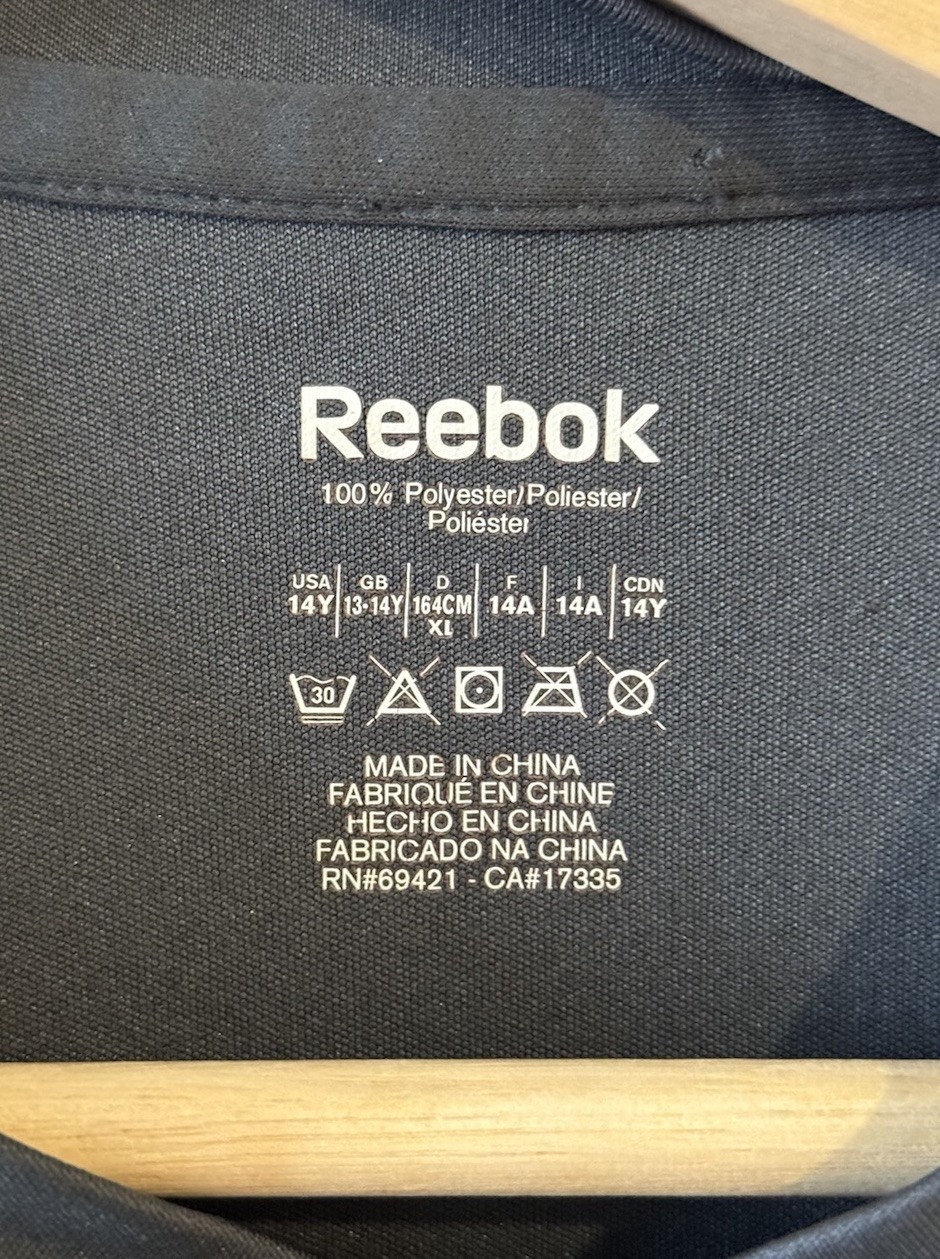 Reebok
100% Polyester/Poliester/
Poliéster
USA GB D F I CDN
14Y 13-14Y 164CM 14A 14A 14Y
XL
30
MADE IN CHINA
FABRIQUÉ EN CHINE
HECHO EN CHINA
FABRICADO NA CHINA
RN#69421 - CA#17335